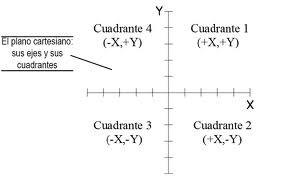 Y
Cuadrante 4
(-X,+Y)
Cuadrante 1
(+X,+Y)
El plano cartesiano:
sus ejes y sus
cuadrantes
X
Cuadrante 3
(-X,-Y)
Cuadrante 2
(+X,-Y)